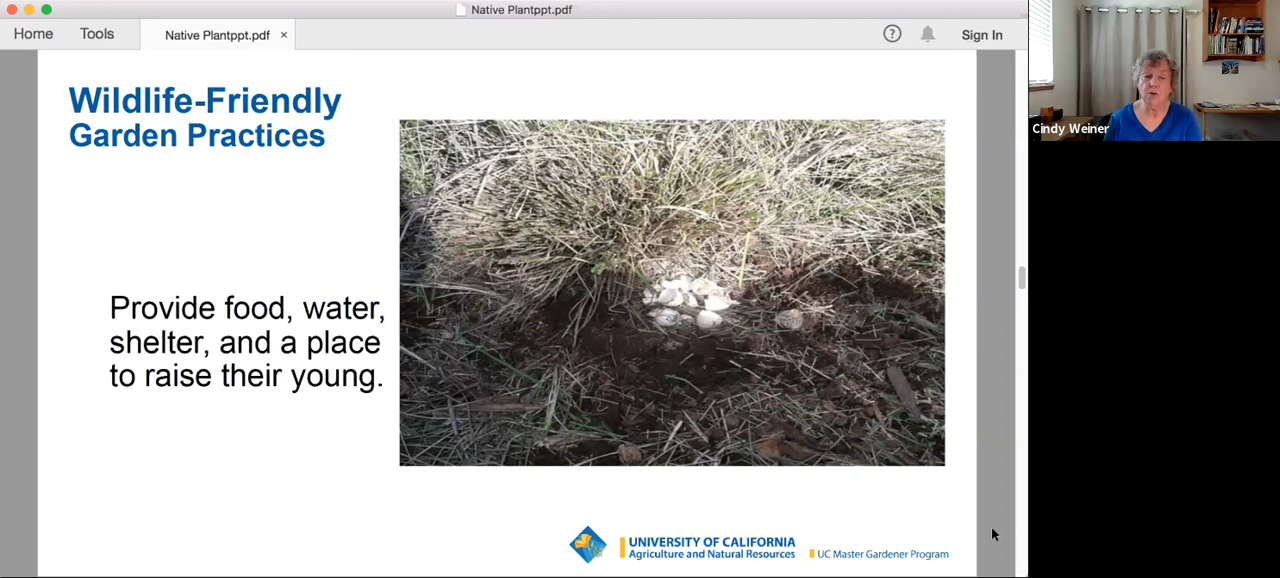 Native Plantppt.pdf
Home Tools Native Plantppt.pdf × ? Sign In
Wildlife-Friendly
Garden Practices
Provide food, water,
shelter, and a place
to raise their young.
UNIVERSITY OF CALIFORNIA
Agriculture and Natural Resources
UC Master Gardener Program
Cindy Weiner